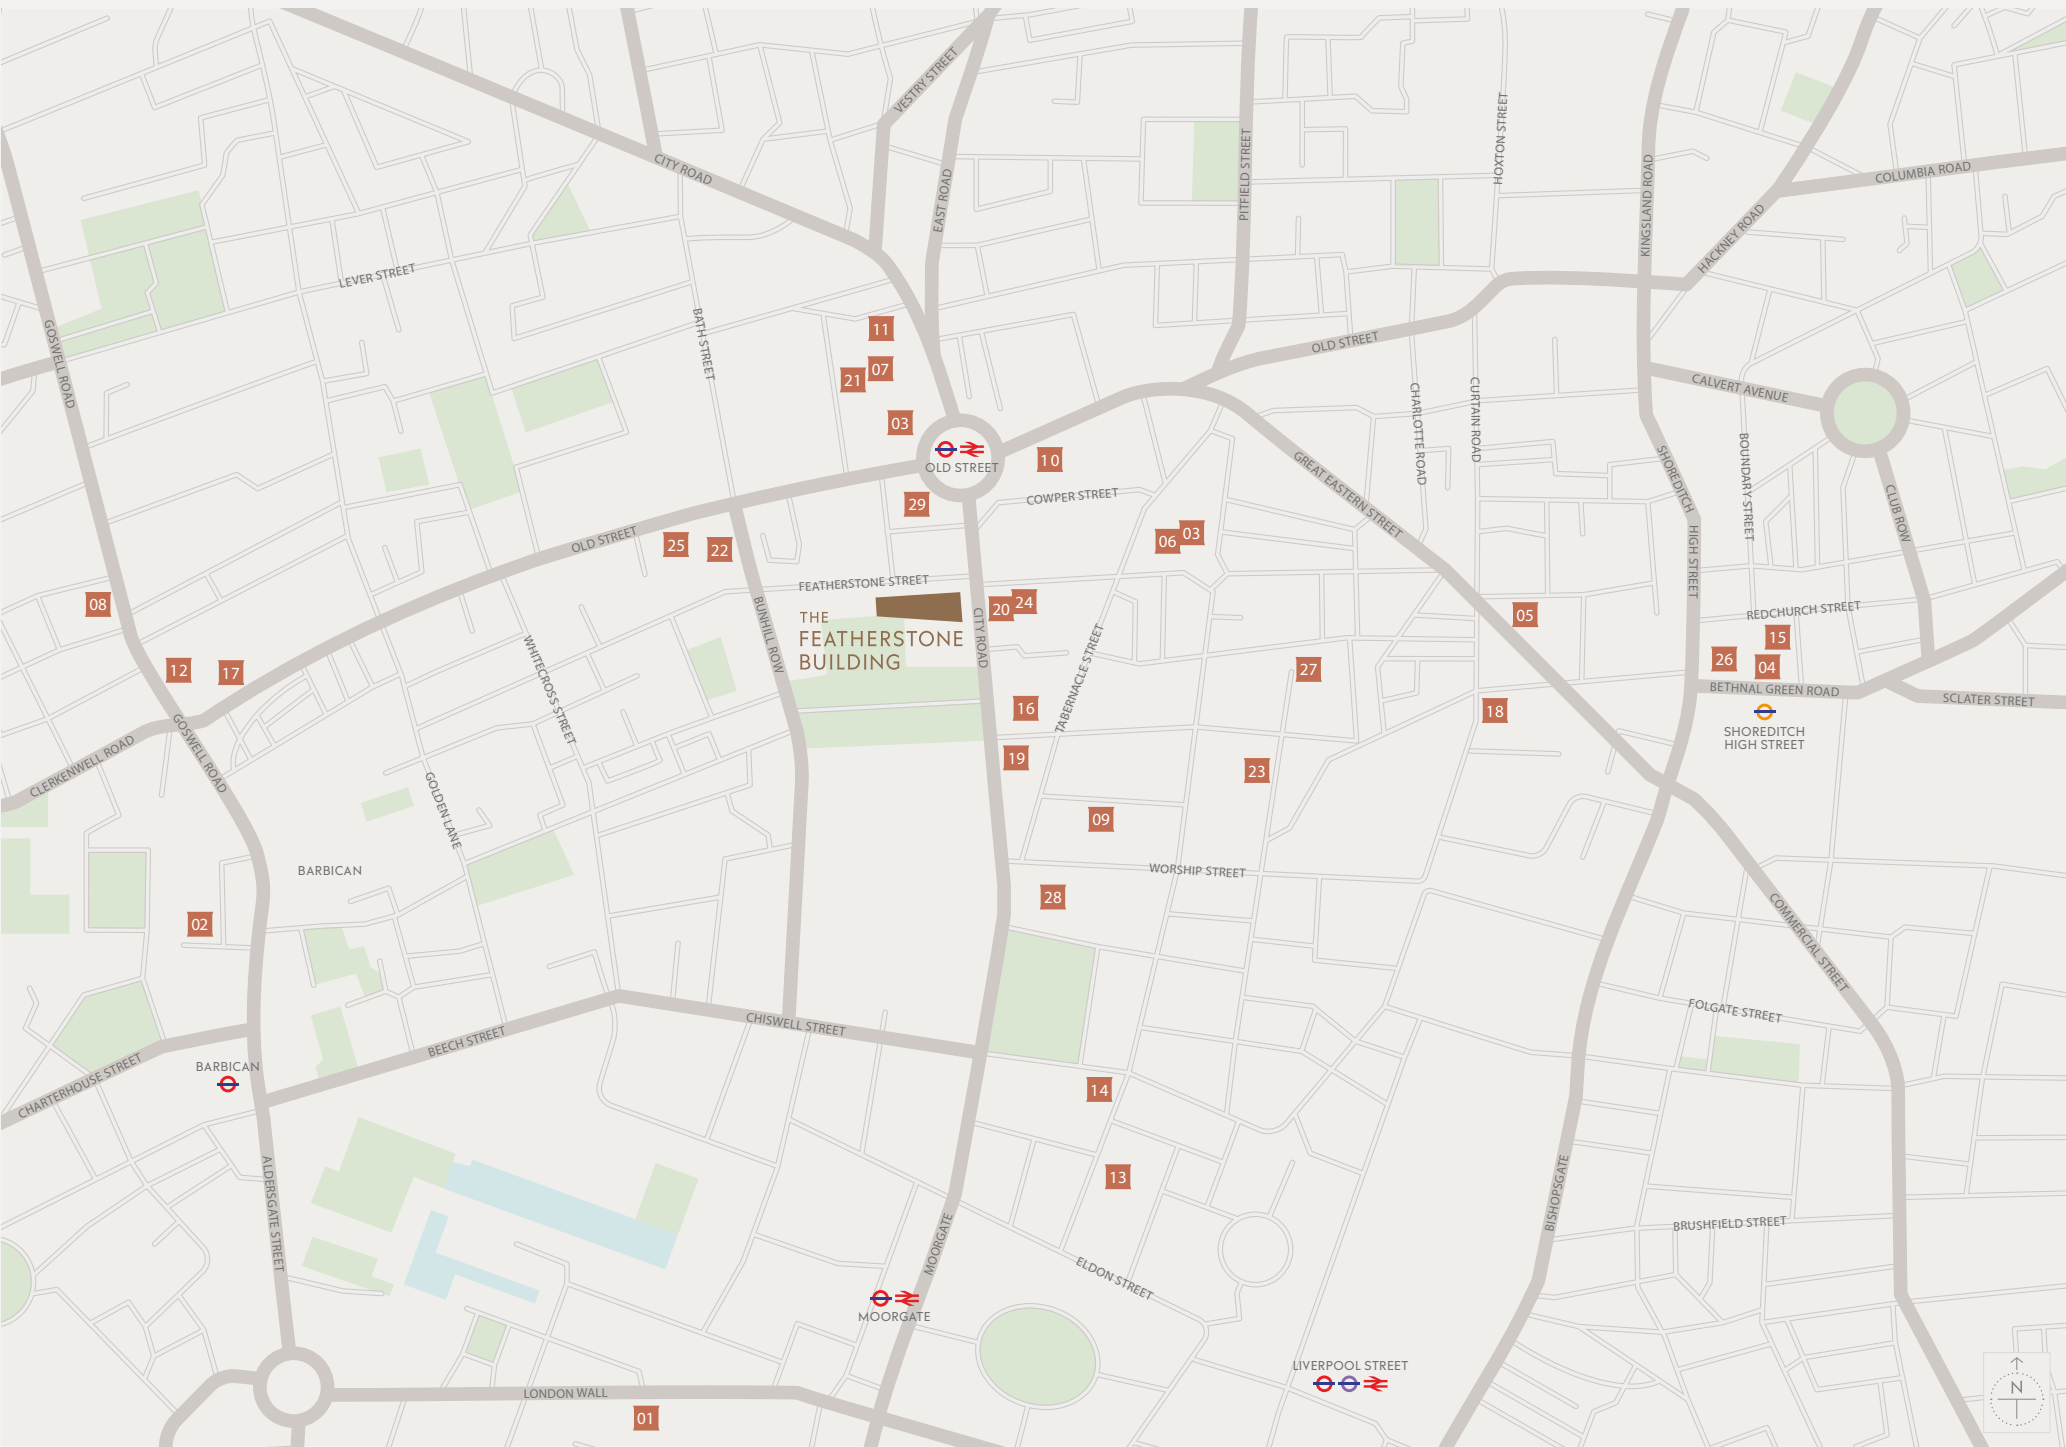 VESTRY STREET
CITY ROAD
EAST ROAD
PITFIELD STREET
HOXTON STREET
KINGSLAND ROAD
HACKNEY ROAD
COLUMBIA ROAD
GOSWELL ROAD
LEVER STREET
BATH STREET
11
07
21
03
OLD STREET
CALVERT AVENUE
CHARLOTTE ROAD
CURTAIN ROAD
BOUNDARY STREET
SHOREDITCH
HIGH STREET
CLUB ROW
GREAT EASTERN STREET
OLD STREET
10
COWPER STREET
29
OLD STREET
25
22
06
03
FEATHERSTONE STREET
THE
FEATHERSTONE
BUILDING
BUNHILL ROW
CITY ROAD
20
24
TABERNACLE STREET
05
REDCHURCH STREET
15
26
04
BETHNAL GREEN ROAD
SCLATER STREET
SHOREDITCH
HIGH STREET
08
12
17
GOSWELL ROAD
CLERKENWELL ROAD
WHITECROSS STREET
GOLDEN LANE
16
19
27
18
23
09
WORSHIP STREET
28
BARBICAN
02
COMMERCIAL STREET
FOLGATE STREET
CHISWELL STREET
BEECH STREET
BARBICAN
CHARTERHOUSE STREET
14
13
ALDERSGATE STREET
BISHOPSGATE
BRUSHFIELD STREET
MOORGATE
ELDON STREET
MOORGATE
LIVERPOOL STREET
LONDON WALL
01
N